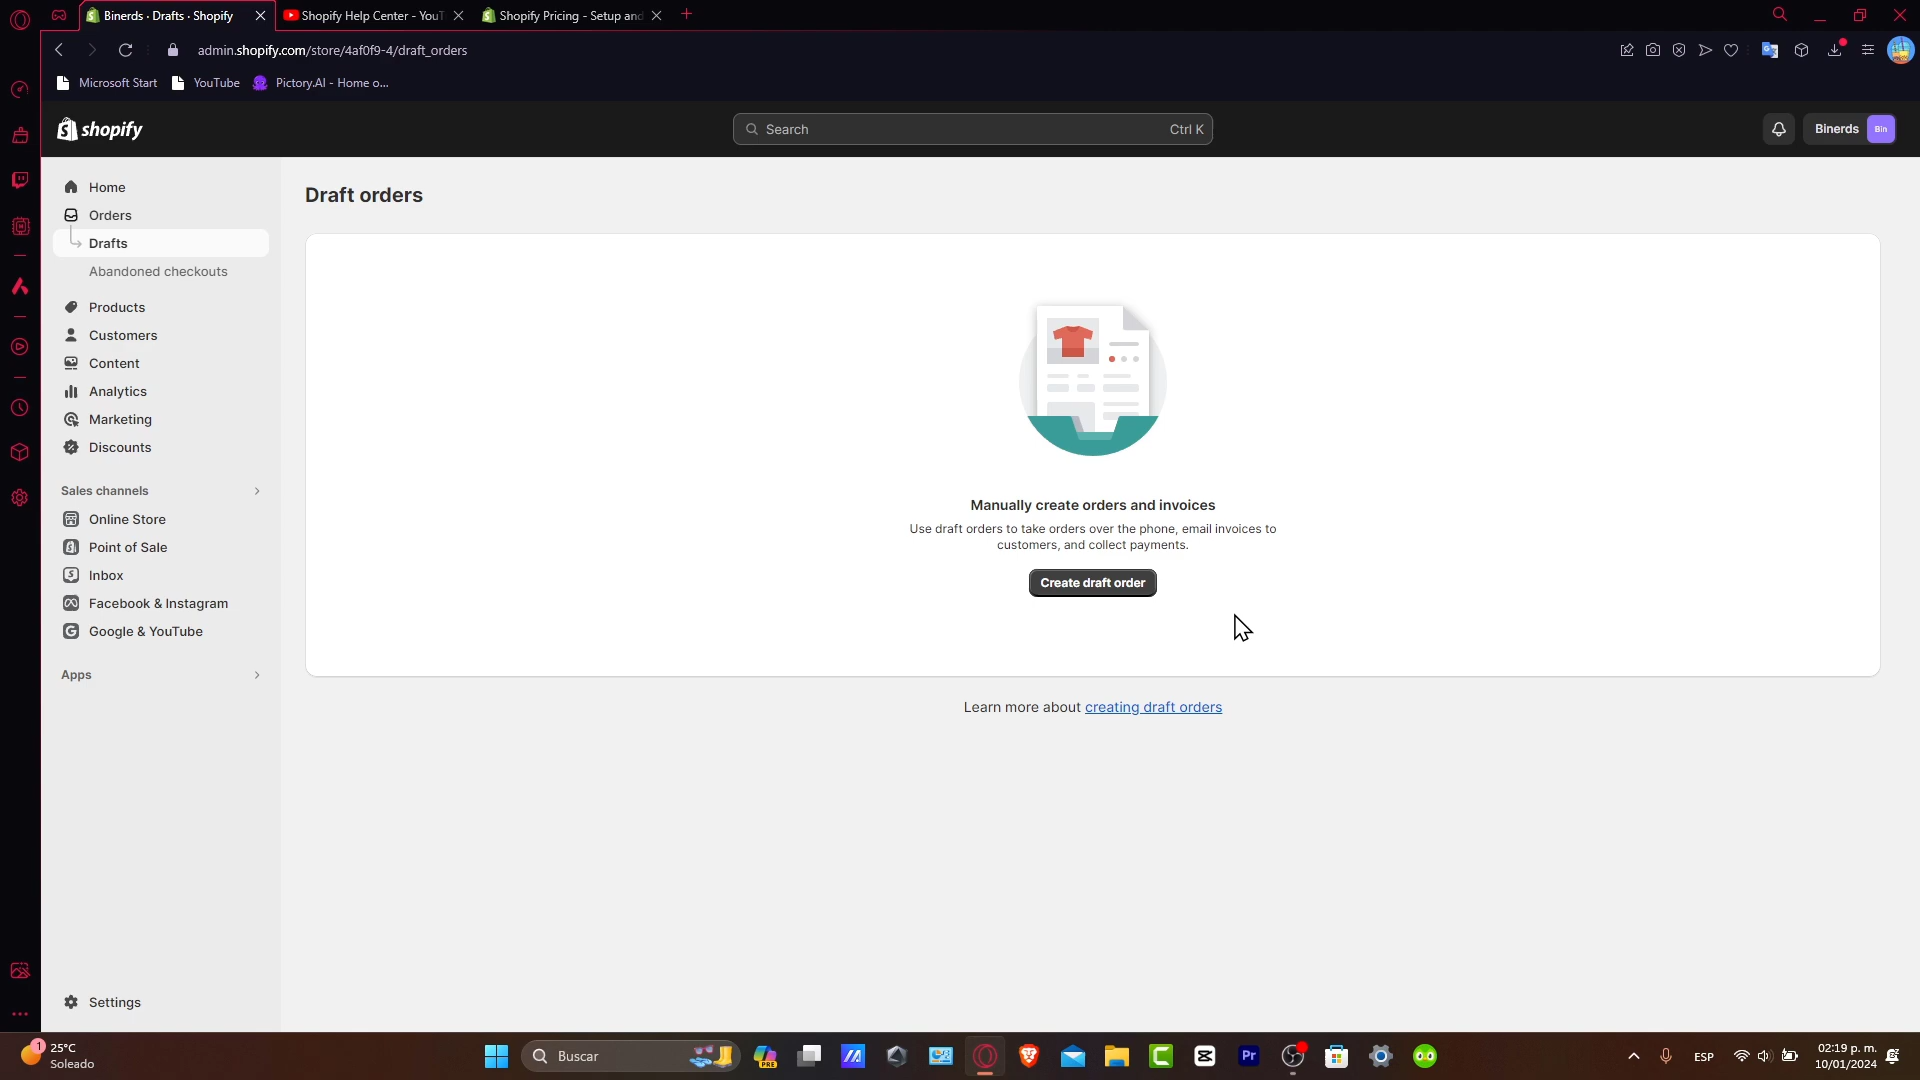 Binerds · Drafts · Shopify
Shopify Help Center - YouT
Shopify Pricing - Setup and
admin.shopify.com/store/4af0f9-4/draft_orders
Microsoft Start
YouTube
Pictory.AI - Home o...
shopify
Search
Ctrl K
Binerds
Bin
Home
Orders
Drafts
Abandoned checkouts
Products
Customers
Content
Analytics
Marketing
Discounts
Sales channels
Online Store
Point of Sale
Inbox
Facebook & Instagram
Google & YouTube
Apps
Settings
Draft orders
Manually create orders and invoices
Use draft orders to take orders over the phone, email invoices to
customers, and collect payments.
Create draft order
Learn more about creating draft orders
1
25°C
Soleado
Buscar
PRE
Pr
ESP
02:19 p. m.
10/01/2024